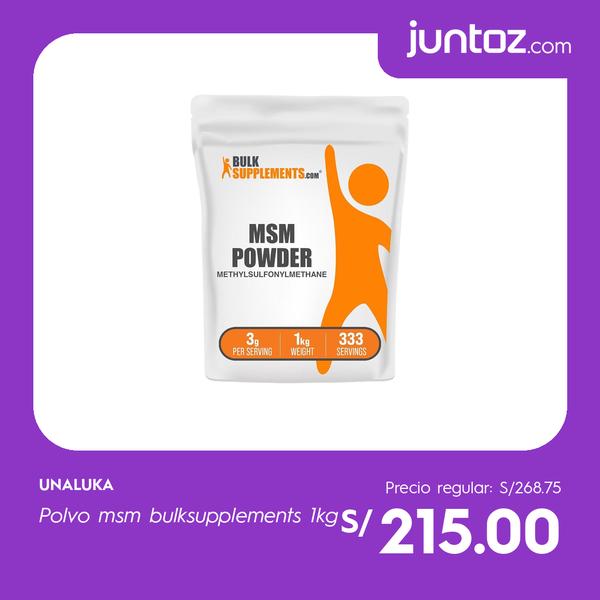 juntoz.com
BULK
SUPPLEMENTS.COM®
MSM
POWDER
METHYLSULFONYLMETHANE
3g PER SERVING
1kg WEIGHT
333 SERVINGS
UNALUKA
Precio regular: S/268.75
Polvo msm bulksupplements 1kg
S/ 215.00